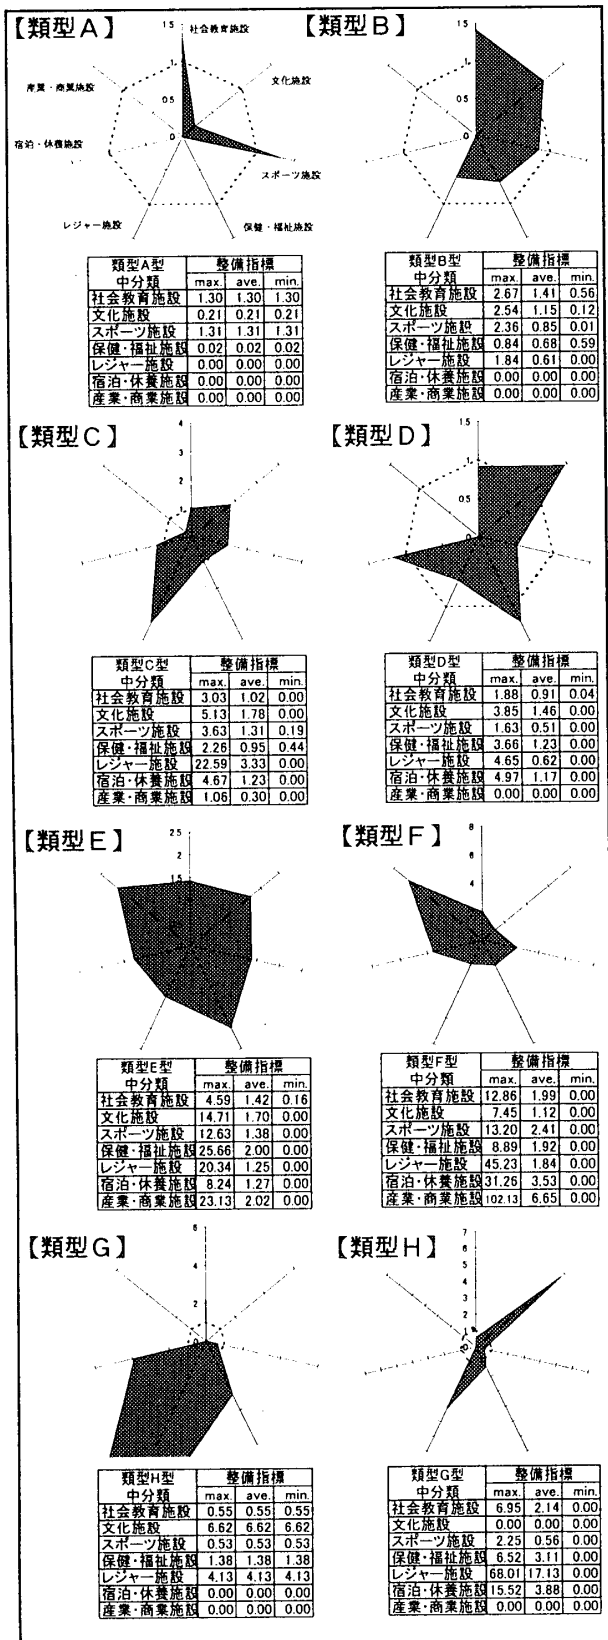 【類型A】
1.5
社会教育施設
1
文化施設
産業・商業施設
0.5
宿泊・休養施設
0
スポーツ施設
レジャー施設
保健・福祉施設
類型A型 整備指標
中分類 max. ave. min.
社会教育施設 1.30 1.30 1.30
文化施設 0.21 0.21 0.21
スポーツ施設 1.31 1.31 1.31
保健・福祉施設 0.02 0.02 0.02
レジャー施設 0.00 0.00 0.00
宿泊・休養施設 0.00 0.00 0.00
産業・商業施設 0.00 0.00 0.00
【類型B】
1.5
1
0.5
0
類型B型 整備指標
中分類 max. ave. min.
社会教育施設 2.67 1.41 0.56
文化施設 2.54 1.15 0.12
スポーツ施設 2.36 0.85 0.01
保健・福祉施設 0.84 0.68 0.59
レジャー施設 1.84 0.61 0.00
宿泊・休養施設 0.00 0.00 0.00
産業・商業施設 0.00 0.00 0.00
【類型C】
4
3
2
1
類型C型 整備指標
中分類 max. ave. min.
社会教育施設 3.03 1.02 0.00
文化施設 5.13 1.78 0.00
スポーツ施設 3.63 1.31 0.19
保健・福祉施設 2.26 0.95 0.44
レジャー施設 22.59 3.33 0.00
宿泊・休養施設 4.67 1.23 0.00
産業・商業施設 1.06 0.30 0.00
【類型D】
1.5
1
0.5
0
類型D型 整備指標
中分類 max. ave. min.
社会教育施設 1.88 0.91 0.04
文化施設 3.85 1.46 0.00
スポーツ施設 1.63 0.51 0.00
保健・福祉施設 3.66 1.23 0.00
レジャー施設 4.65 0.62 0.00
宿泊・休養施設 4.97 1.17 0.00
産業・商業施設 0.00 0.00 0.00
【類型E】
2.5
2
1.5
類型E型 整備指標
中分類 max. ave. min.
社会教育施設 4.59 1.42 0.16
文化施設 14.71 1.70 0.00
スポーツ施設 12.63 1.38 0.00
保健・福祉施設 25.66 2.00 0.00
レジャー施設 20.34 1.25 0.00
宿泊・休養施設 8.24 1.27 0.00
産業・商業施設 23.13 2.02 0.00
【類型F】
8
6
4
類型F型 整備指標
中分類 max. ave. min.
社会教育施設 12.86 1.99 0.00
文化施設 7.45 1.12 0.00
スポーツ施設 13.20 2.41 0.00
保健・福祉施設 8.89 1.92 0.00
レジャー施設 45.23 1.84 0.00
宿泊・休養施設 31.26 3.53 0.00
産業・商業施設 102.13 6.65 0.00
【類型G】
6
4
2
0
類型H型 整備指標
中分類 max. ave. min.
社会教育施設 0.55 0.55 0.55
文化施設 6.62 6.62 6.62
スポーツ施設 0.53 0.53 0.53
保健・福祉施設 1.38 1.38 1.38
レジャー施設 4.13 4.13 4.13
宿泊・休養施設 0.00 0.00 0.00
産業・商業施設 0.00 0.00 0.00
【類型H】
7
6
5
4
3
2
1
0
類型G型 整備指標
中分類 max. ave. min.
社会教育施設 6.95 2.14 0.00
文化施設 0.00 0.00 0.00
スポーツ施設 2.25 0.56 0.00
保健・福祉施設 6.52 3.11 0.00
レジャー施設 68.01 17.13 0.00
宿泊・休養施設 15.52 3.88 0.00
産業・商業施設 0.00 0.00 0.00